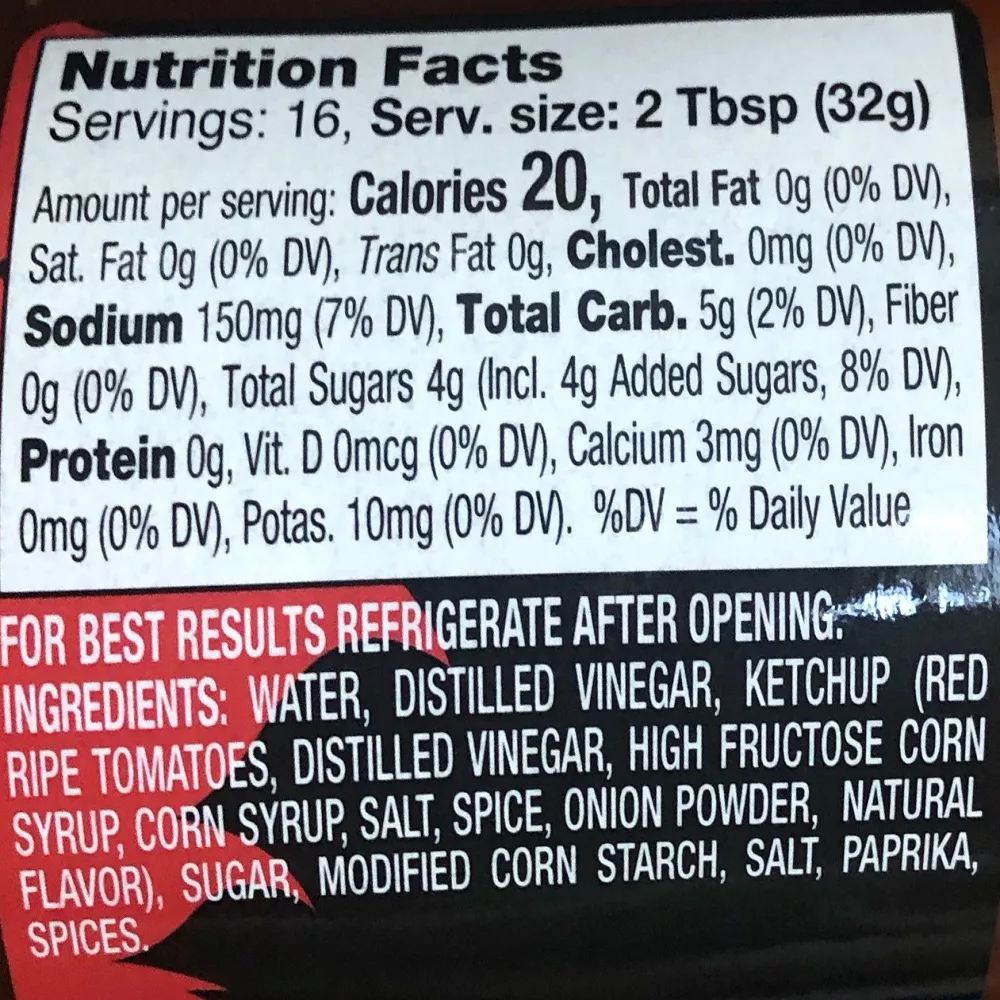 Nutrition Facts
Servings: 16, Serv. size: 2 Tbsp (32g)
Amount per serving: Calories 20, Total Fat 0g (0% DV),
Sat. Fat 0g (0% DV), Trans Fat 0g, Cholest. 0mg (0% DV),
Sodium 150mg (7% DV), Total Carb. 5g (2% DV), Fiber
0g (0% DV), Total Sugars 4g (Incl. 4g Added Sugars, 8% DV),
Protein 0g, Vit. D 0mcg (0% DV), Calcium 3mg (0% DV), Iron
0mg (0% DV), Potas. 10mg (0% DV). %DV = % Daily Value
FOR BEST RESULTS REFRIGERATE AFTER OPENING.
INGREDIENTS: WATER, DISTILLED VINEGAR, KETCHUP (RED
RIPE TOMATOES, DISTILLED VINEGAR, HIGH FRUCTOSE CORN
SYRUP, CORN SYRUP, SALT, SPICE, ONION POWDER, NATURAL
FLAVOR), SUGAR, MODIFIED CORN STARCH, SALT, PAPRIKA,
SPICES.